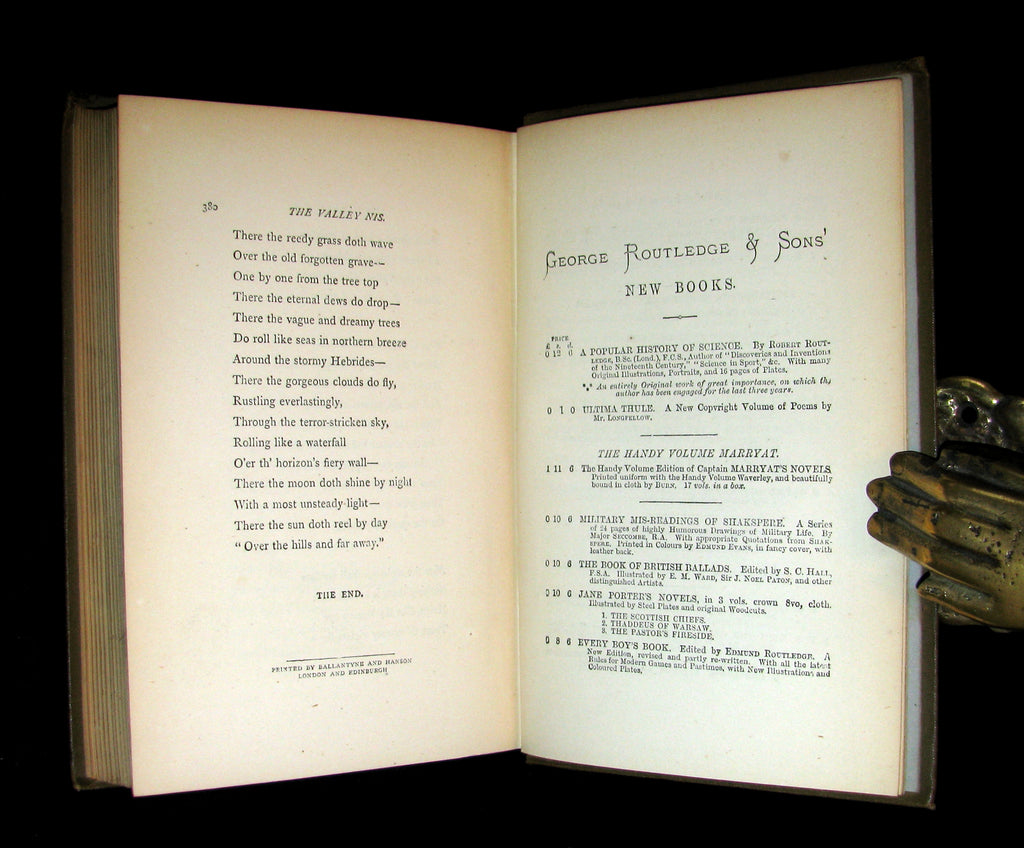 380
THE VALLEY NIS.
There the reedy grass doth wave
Over the old forgotten grave—
One by one from the tree top
There the eternal dews do drop—
There the vague and dreamy trees
Do roll like seas in northern breeze
Around the stormy Hebrides—
There the gorgeous clouds do fly,
Rustling everlastingly,
Through the terror-stricken sky,
Rolling like a waterfall
O'er th' horizon's fiery wall—
There the moon doth shine by night
With a most unsteady light—
There the sun doth reel by day
"Over the hills and far away."
THE END.
PRINTED BY BALLANTYNE AND HANSON
LONDON AND EDINBURGH
GEORGE ROUTLEDGE & SONS'
NEW BOOKS.
PRICE
£ s. d.
0 12 6 A POPULAR HISTORY OF SCIENCE. By ROBERT ROUT-
LEDGE, B.Sc. (Lond.), F.C.S., Author of "Discoveries and Inventions
of the Nineteenth Century," "Science in Sport," &c. With many
Original Illustrations, Portraits, and 16 pages of Plates.
*** An entirely Original work of great importance, on which the
author has been engaged for the last three years.
0 1 0 ULTIMA THULE. A New Copyright Volume of Poems by
Mr. LONGFELLOW.
THE HANDY VOLUME MARRYAT.
1 11 6 The Handy Volume Edition of Captain MARRYAT'S NOVELS
Printed uniform with the Handy Volume Waverley, and beautifully
bound in cloth by BURN. 17 vols. in a box.
0 10 6 MILITARY MIS-READINGS OF SHAKSPERE. A Series
of 24 pages of highly Humorous Drawings of Military Life. By
Major SECCOMBE, R.A. With appropriate Quotations from SHAK-
SPERE. Printed in Colours by EDMUND EVANS, in fancy cover, with
leather back.
0 10 6 THE BOOK OF BRITISH BALLADS. Edited by S. C. HALL,
F.S.A. Illustrated by E. M. WARD, Sir J. NOEL PATON, and other
distinguished Artists.
0 10 6 JANE PORTER'S NOVELS, in 3 vols. crown 8vo, cloth.
Illustrated by Steel Plates and original Woodcuts.
1. THE SCOTTISH CHIEFS.
2. THADDEUS OF WARSAW.
3. THE PASTOR'S FIRESIDE.
0 8 6 EVERY BOY'S BOOK. Edited by EDMUND ROUTLEDGE. A
New Edition, revised and partly re-written. With all the latest
Rules for Modern Games and Pastimes, with New Illustrations and
Coloured Plates.